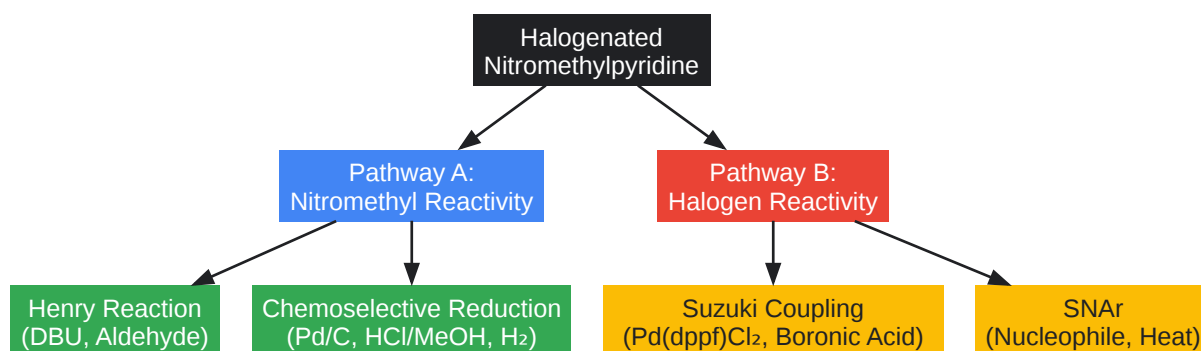 Halogenated
Nitromethylpyridine
Pathway A:
Nitromethyl Reactivity
Pathway B:
Halogen Reactivity
Henry Reaction
(DBU, Aldehyde)
Chemoselective Reduction
(Pd/C, HCl/MeOH, H₂)
Suzuki Coupling
(Pd(dppf)Cl₂, Boronic Acid)
SNAr
(Nucleophile, Heat)